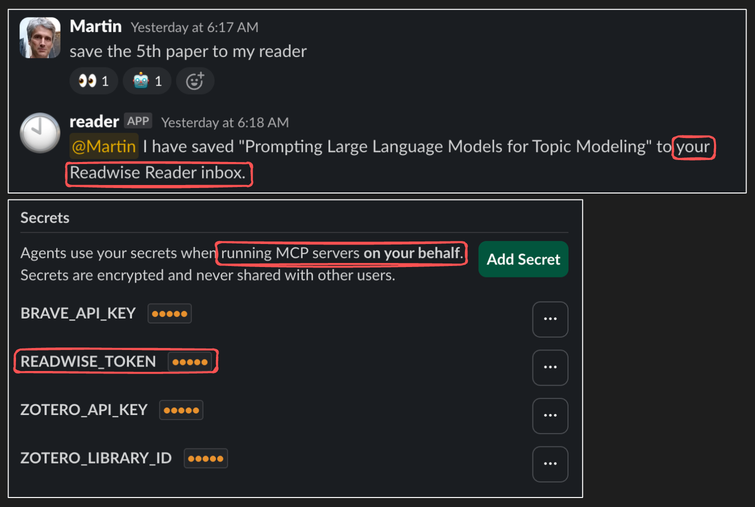 Martin Yesterday at 6:17 AM
save the 5th paper to my reader
1 1
reader APP Yesterday at 6:18 AM
@Martin I have saved "Prompting Large Language Models for Topic Modeling" to your
Readwise Reader inbox.
Secrets
Agents use your secrets when running MCP servers on your behalf.
Secrets are encrypted and never shared with other users.
Add Secret
BRAVE_API_KEY
READWISE_TOKEN
ZOTERO_API_KEY
ZOTERO_LIBRARY_ID